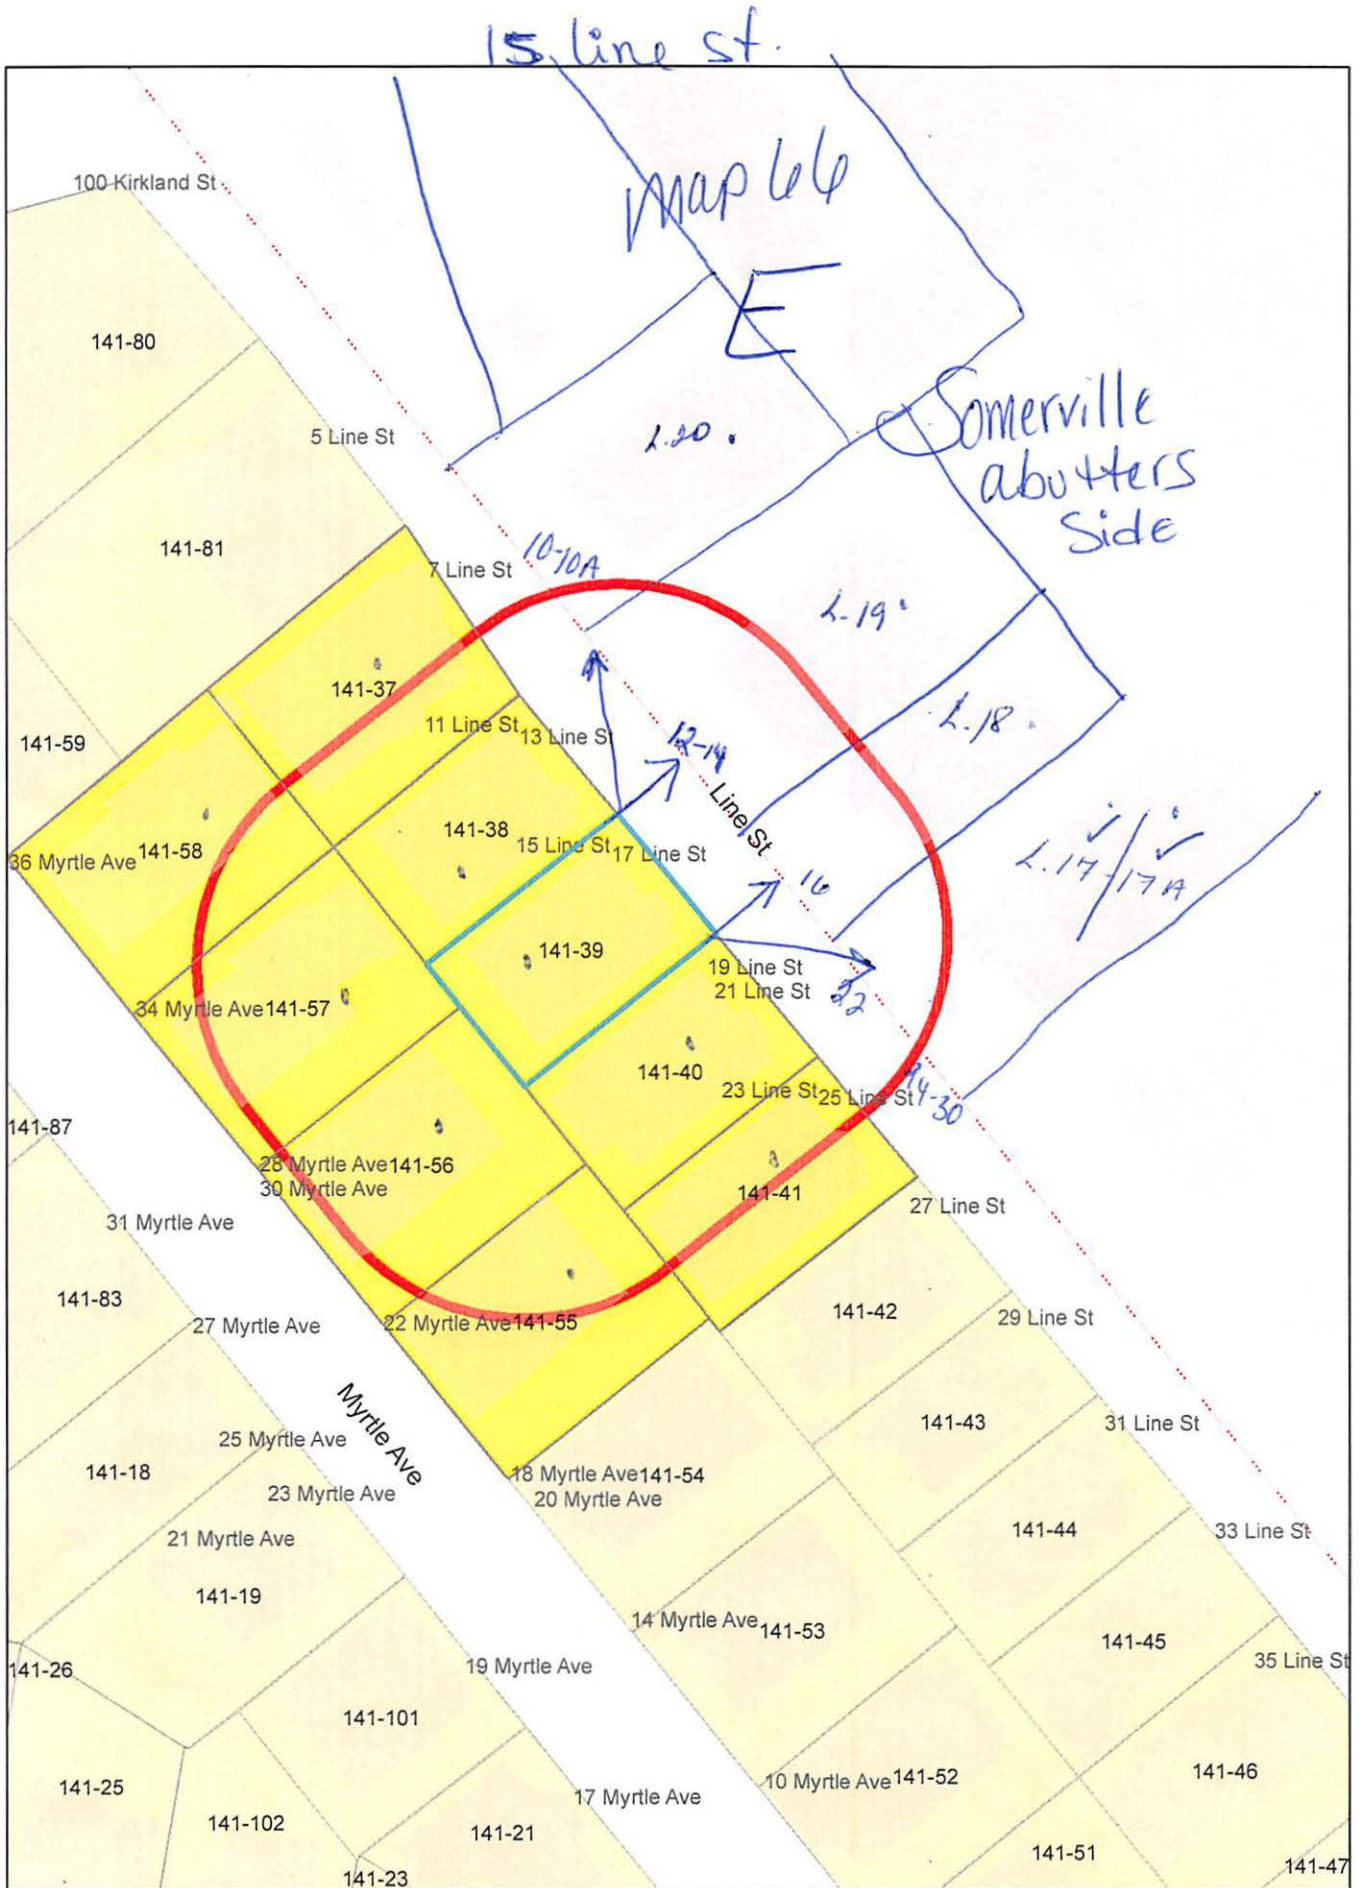 15 line st.
Map 66
100 Kirkland St
E
141-80
Somerville
abutters
Side
5 Line St
L.20
141-81
10-10A
7 Line St
L.19
141-37
L.18
11 Line St
13 Line St
12-14
141-59
Line St
141-38
15 Line St
17 Line St
36 Myrtle Ave
141-58
L.17/17A
16
141-39
19 Line St
21 Line St
22
34 Myrtle Ave
141-57
141-40
23 Line St
25 Line St
24-30
141-87
28 Myrtle Ave
141-56
30 Myrtle Ave
141-41
27 Line St
31 Myrtle Ave
141-83
27 Myrtle Ave
22 Myrtle Ave
141-55
141-42
29 Line St
Myrtle Ave
141-43
31 Line St
25 Myrtle Ave
141-18
18 Myrtle Ave
141-54
23 Myrtle Ave
20 Myrtle Ave
21 Myrtle Ave
141-44
33 Line St
141-19
14 Myrtle Ave
141-53
141-45
35 Line St
141-26
19 Myrtle Ave
141-101
141-25
17 Myrtle Ave
10 Myrtle Ave
141-52
141-46
141-102
141-21
141-51
141-47
141-23